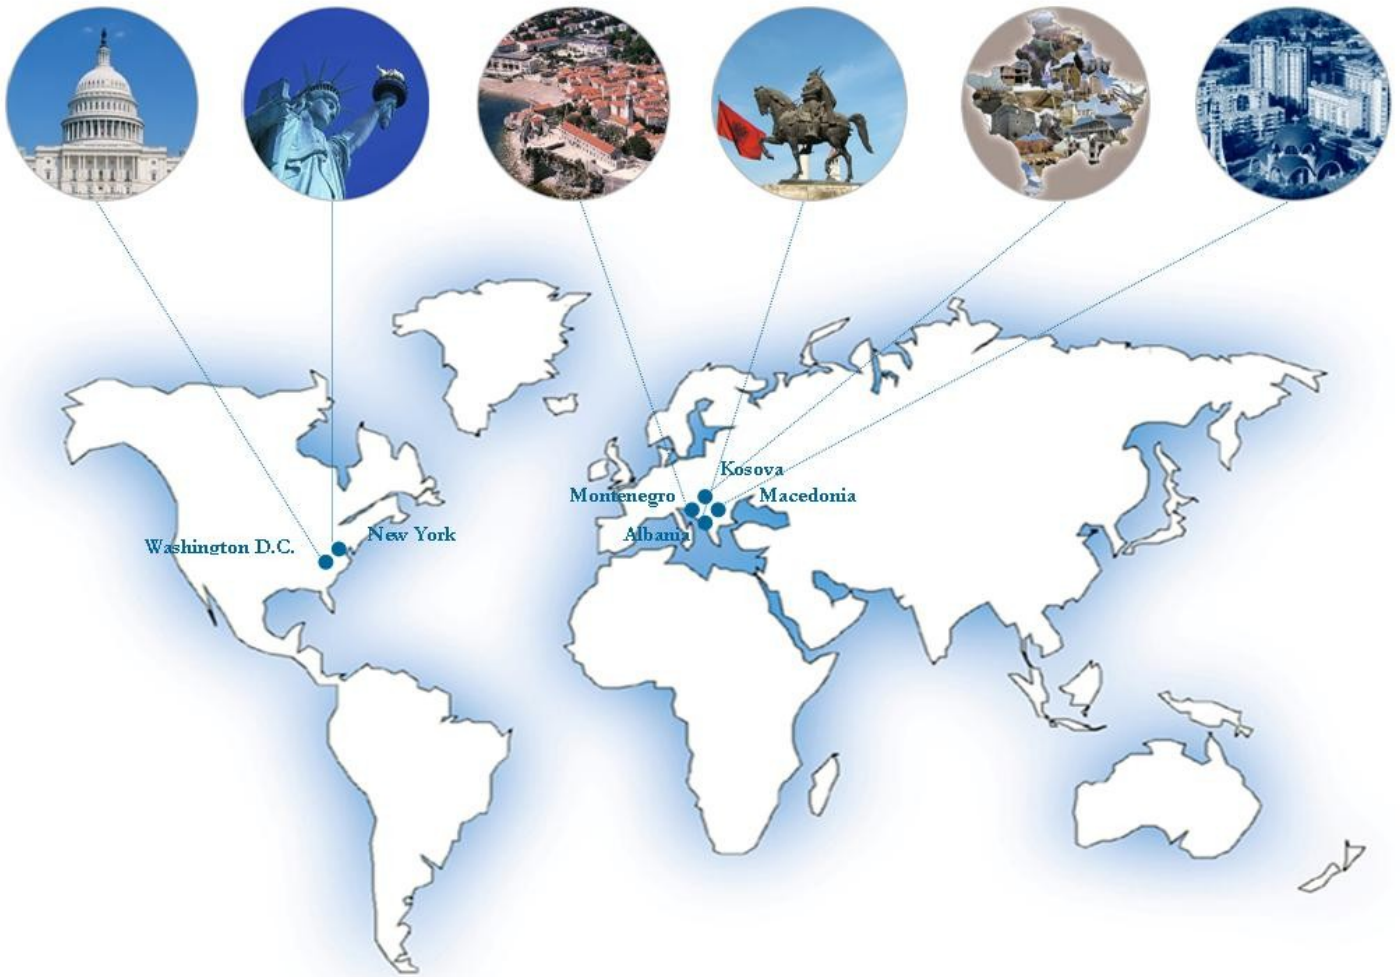 Kosova
Montenegro
Macedonia
Albania
New York
Washington D.C.